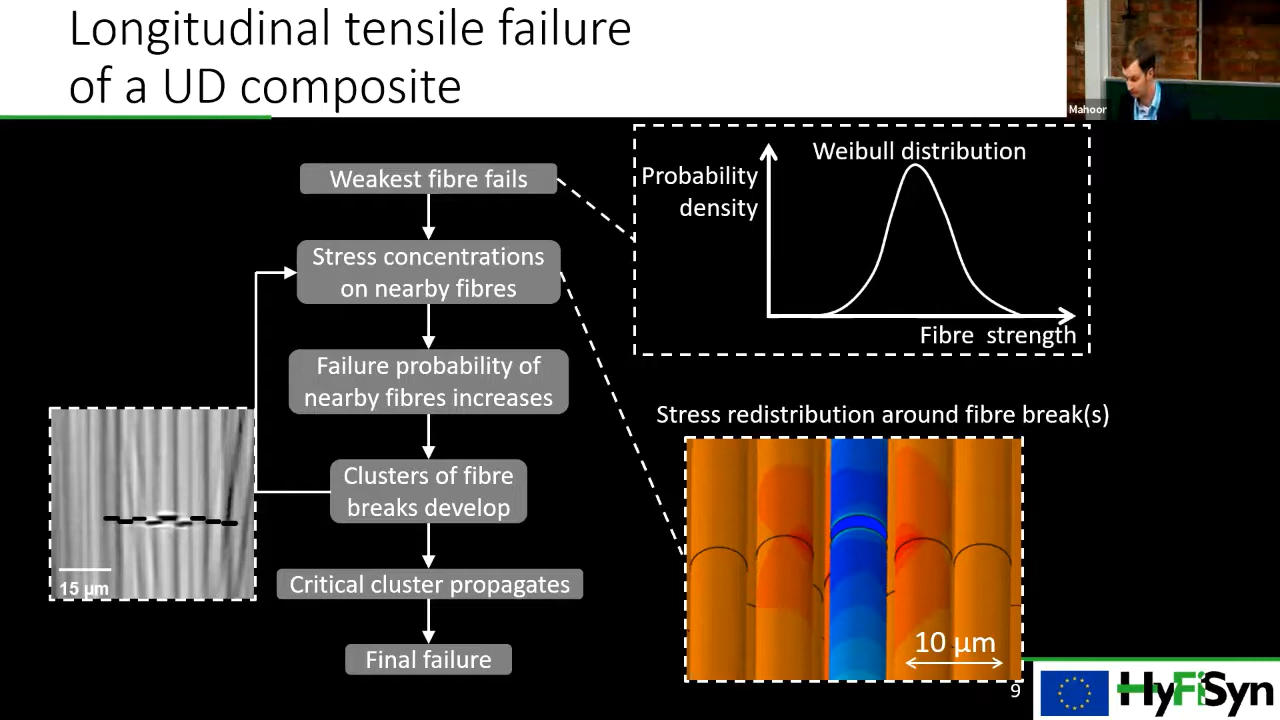 Longitudinal tensile failure
of a UD composite
Mahoor
Weakest fibre fails
Stress concentrations
on nearby fibres
Failure probability of
nearby fibres increases
Clusters of fibre
breaks develop
Critical cluster propagates
Final failure
15 µm
Weibull distribution
Probability
density
Fibre strength
Stress redistribution around fibre break(s)
10 µm
9
HyFiSyn